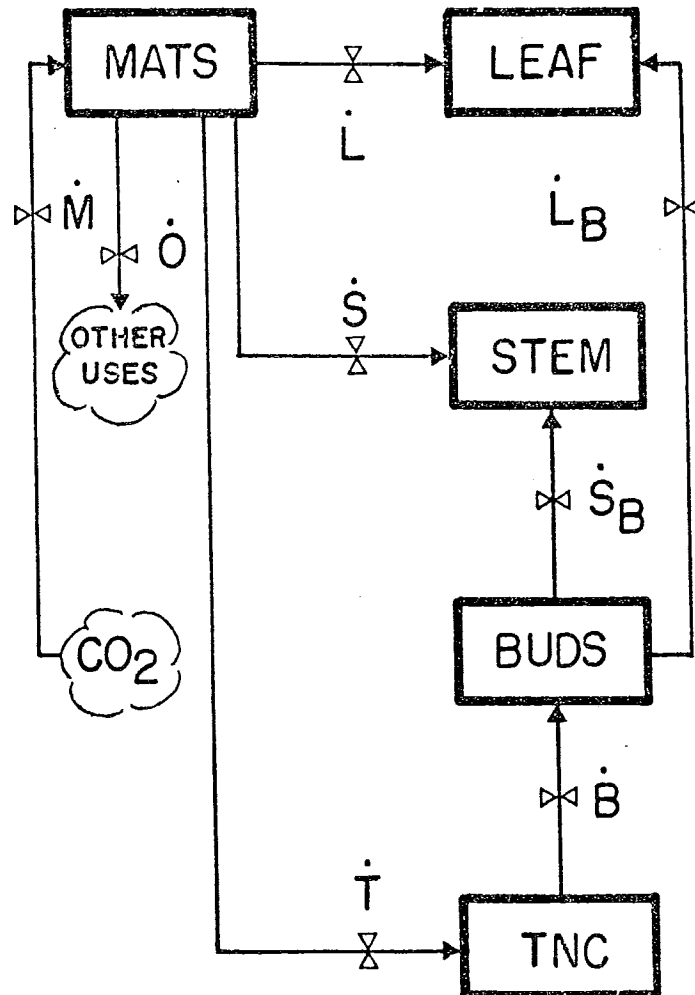 MATS
LEAF
L̇
Ṁ
L̇B
Ȯ
Ṡ
OTHER
USES
STEM
ṠB
CO2
BUDS
Ḃ
Ṫ
TNC